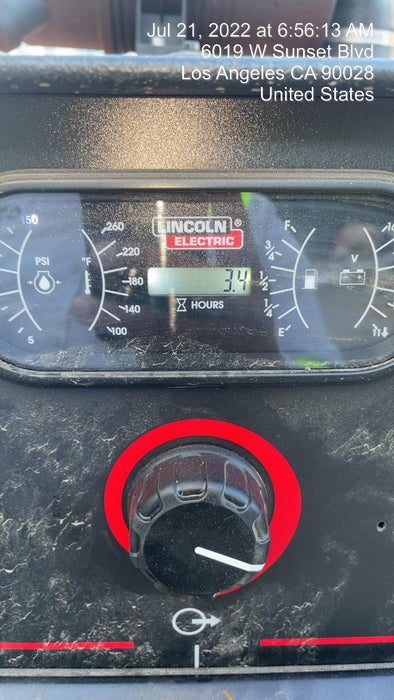 Jul 21, 2022 at 6:56:13 AM
6019 W Sunset Blvd
Los Angeles CA 90028
United States
LINCOLN ®
ELECTRIC
PSI
5
°F
260
220
180
140
100
3.4
HOURS
F
3/4
1/2
1/4
E
V